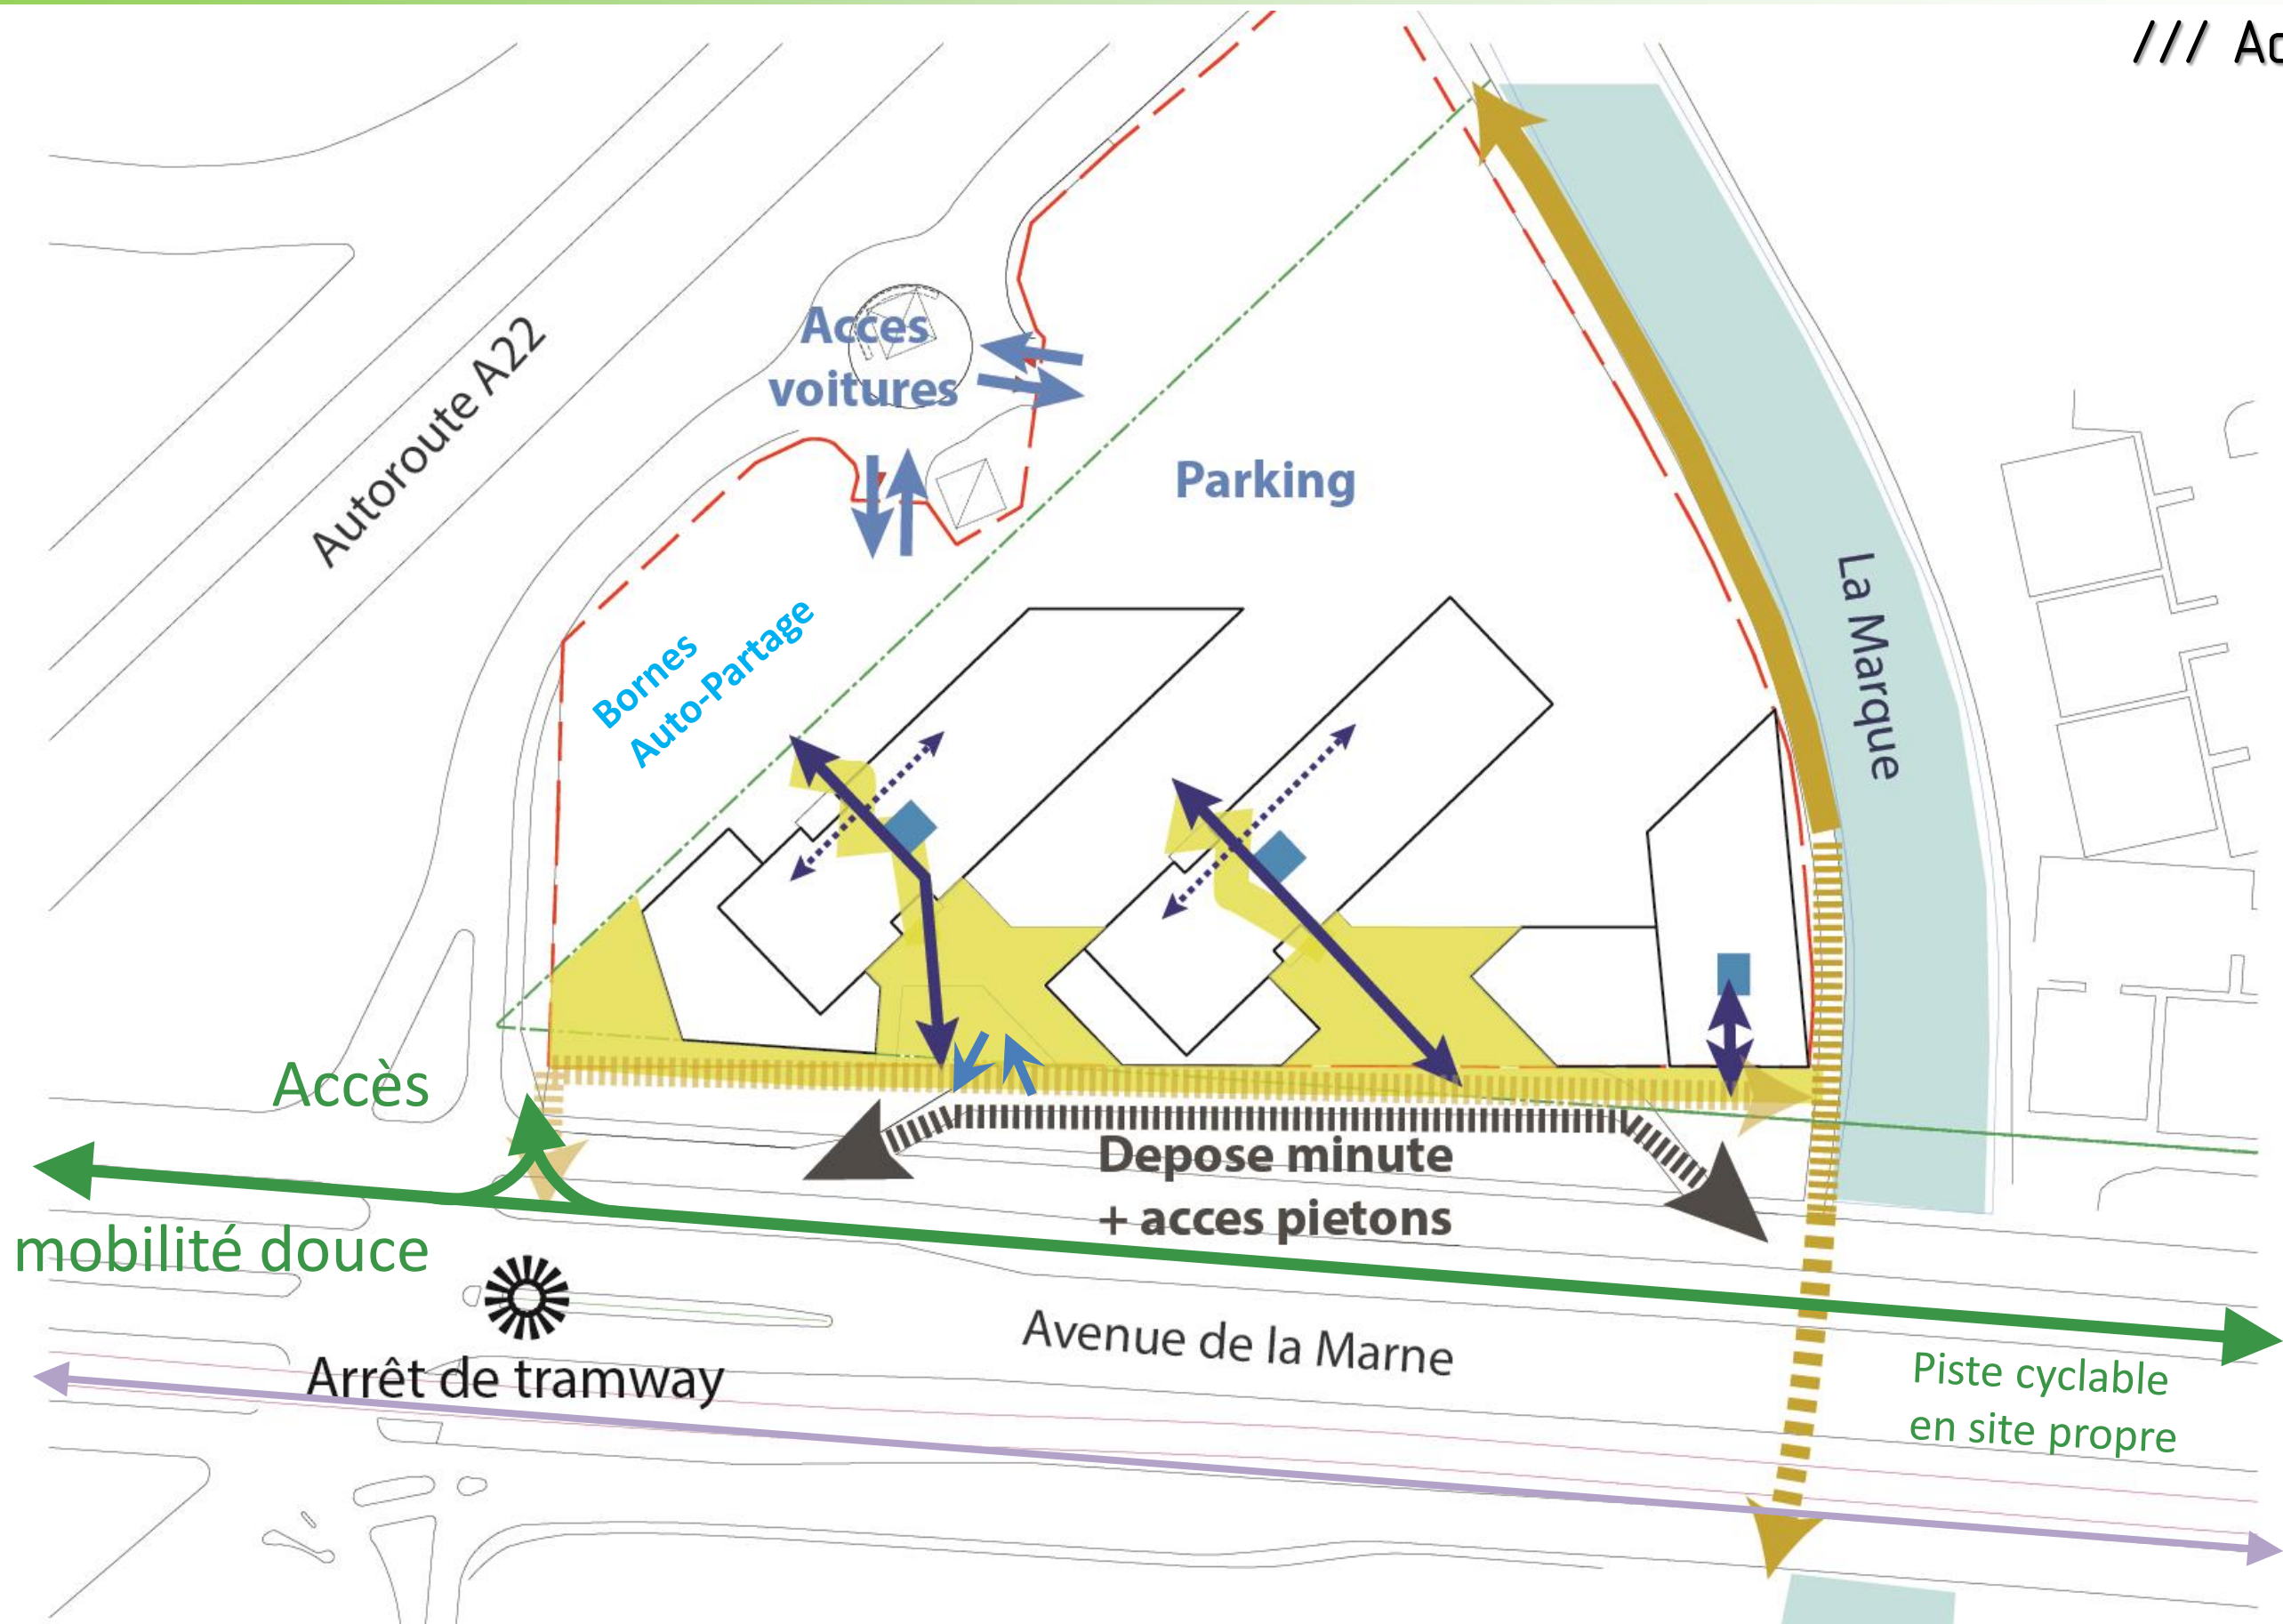 ///
Autoroute A22
Acces
voitures
Parking
La Marque
Bornes
Auto-Partage
Accès
mobilité douce
Depose minute
+ acces pietons
Arrêt de tramway
Avenue de la Marne
Piste cyclable
en site propre